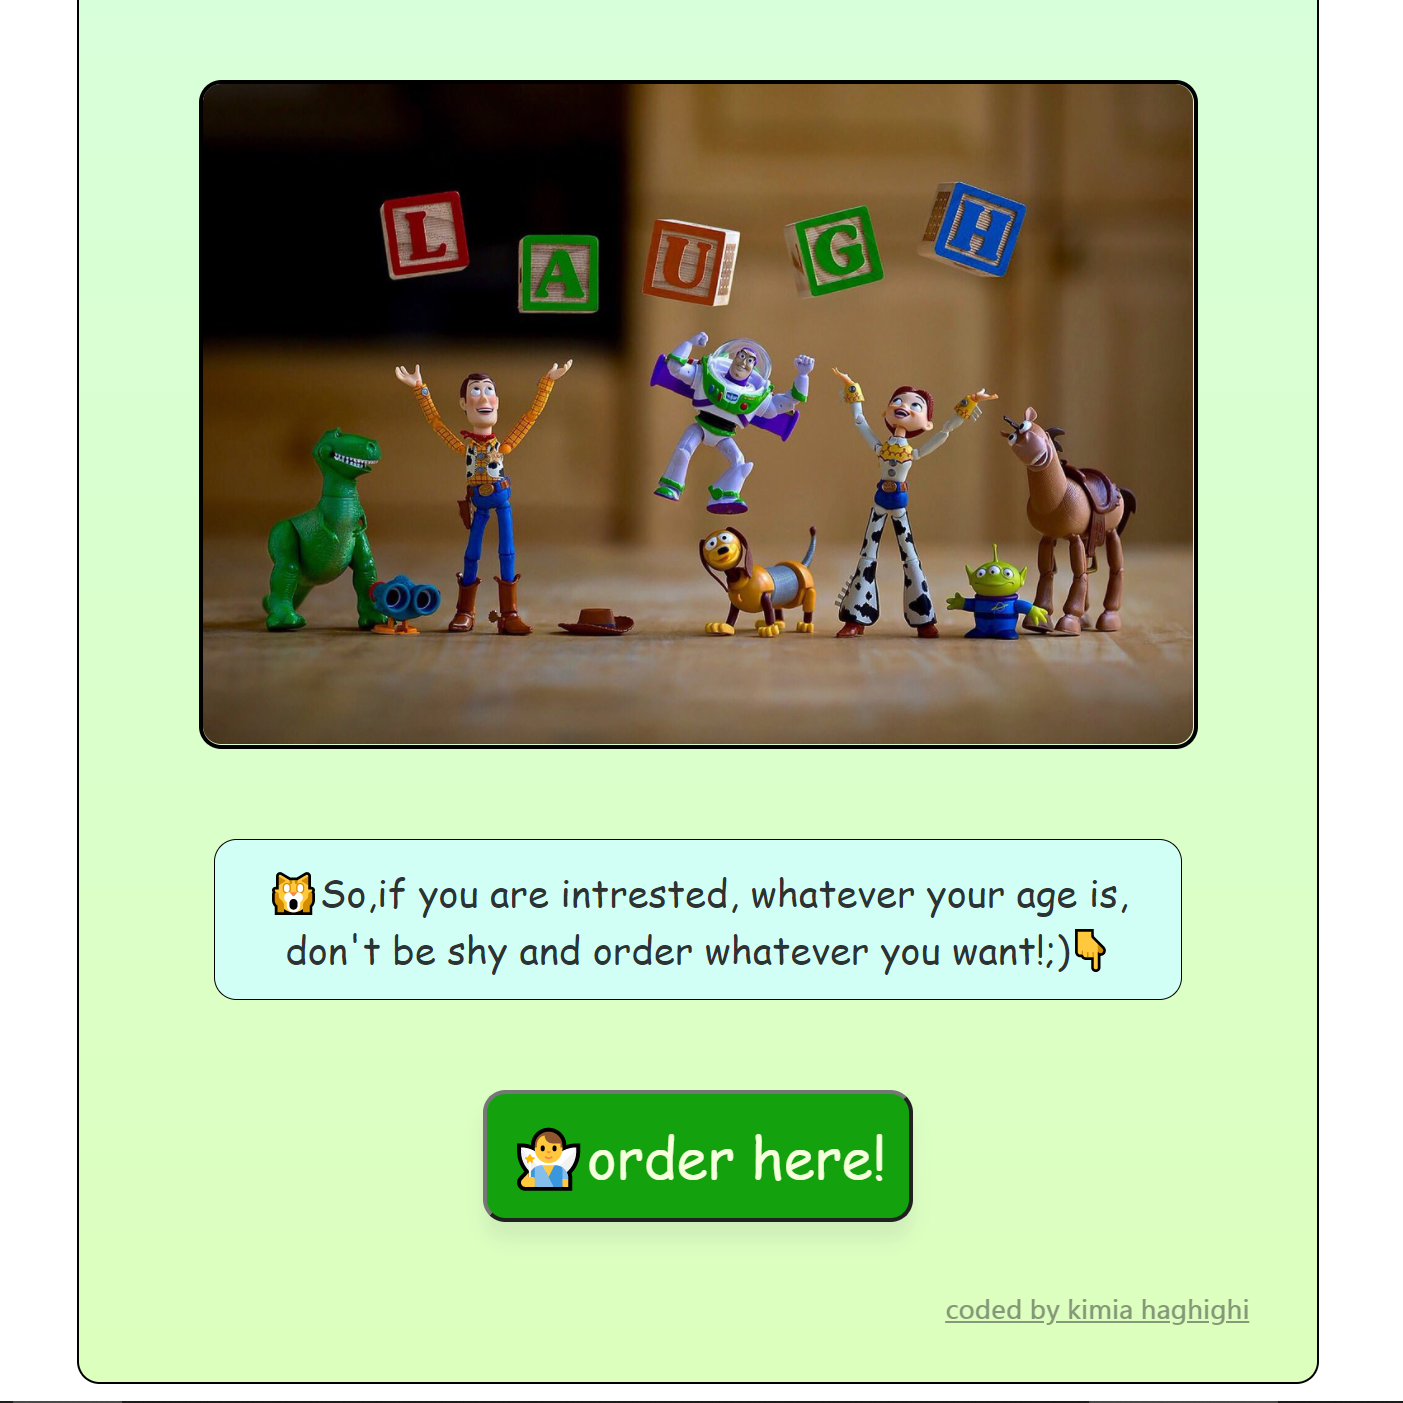 L A U G H
🙀So,if you are intrested, whatever your age is,
don't be shy and order whatever you want!;)👇
🧚‍♂️order here!
coded by kimia haghighi